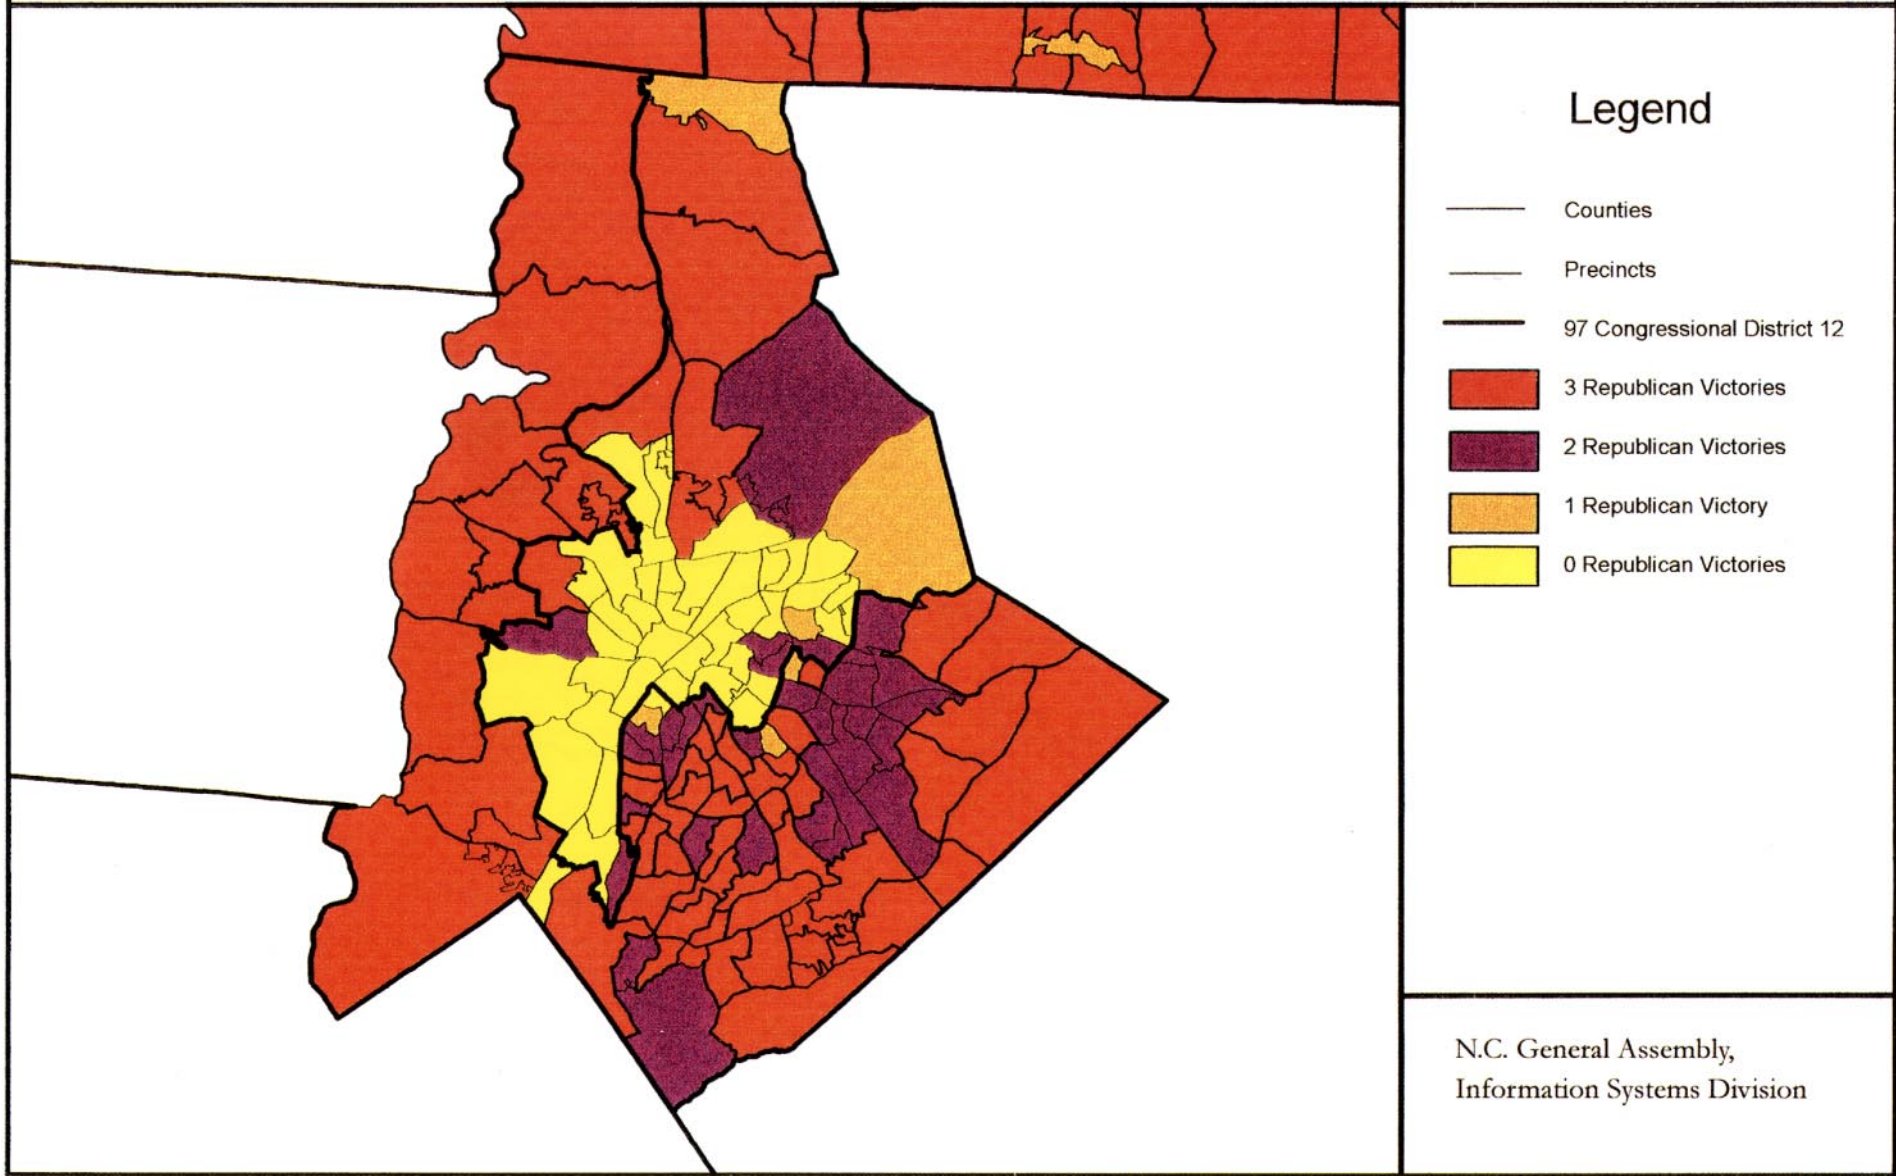 Legend
Counties
Precincts
97 Congressional District 12
3 Republican Victories
2 Republican Victories
1 Republican Victory
0 Republican Victories
N.C. General Assembly,
Information Systems Division